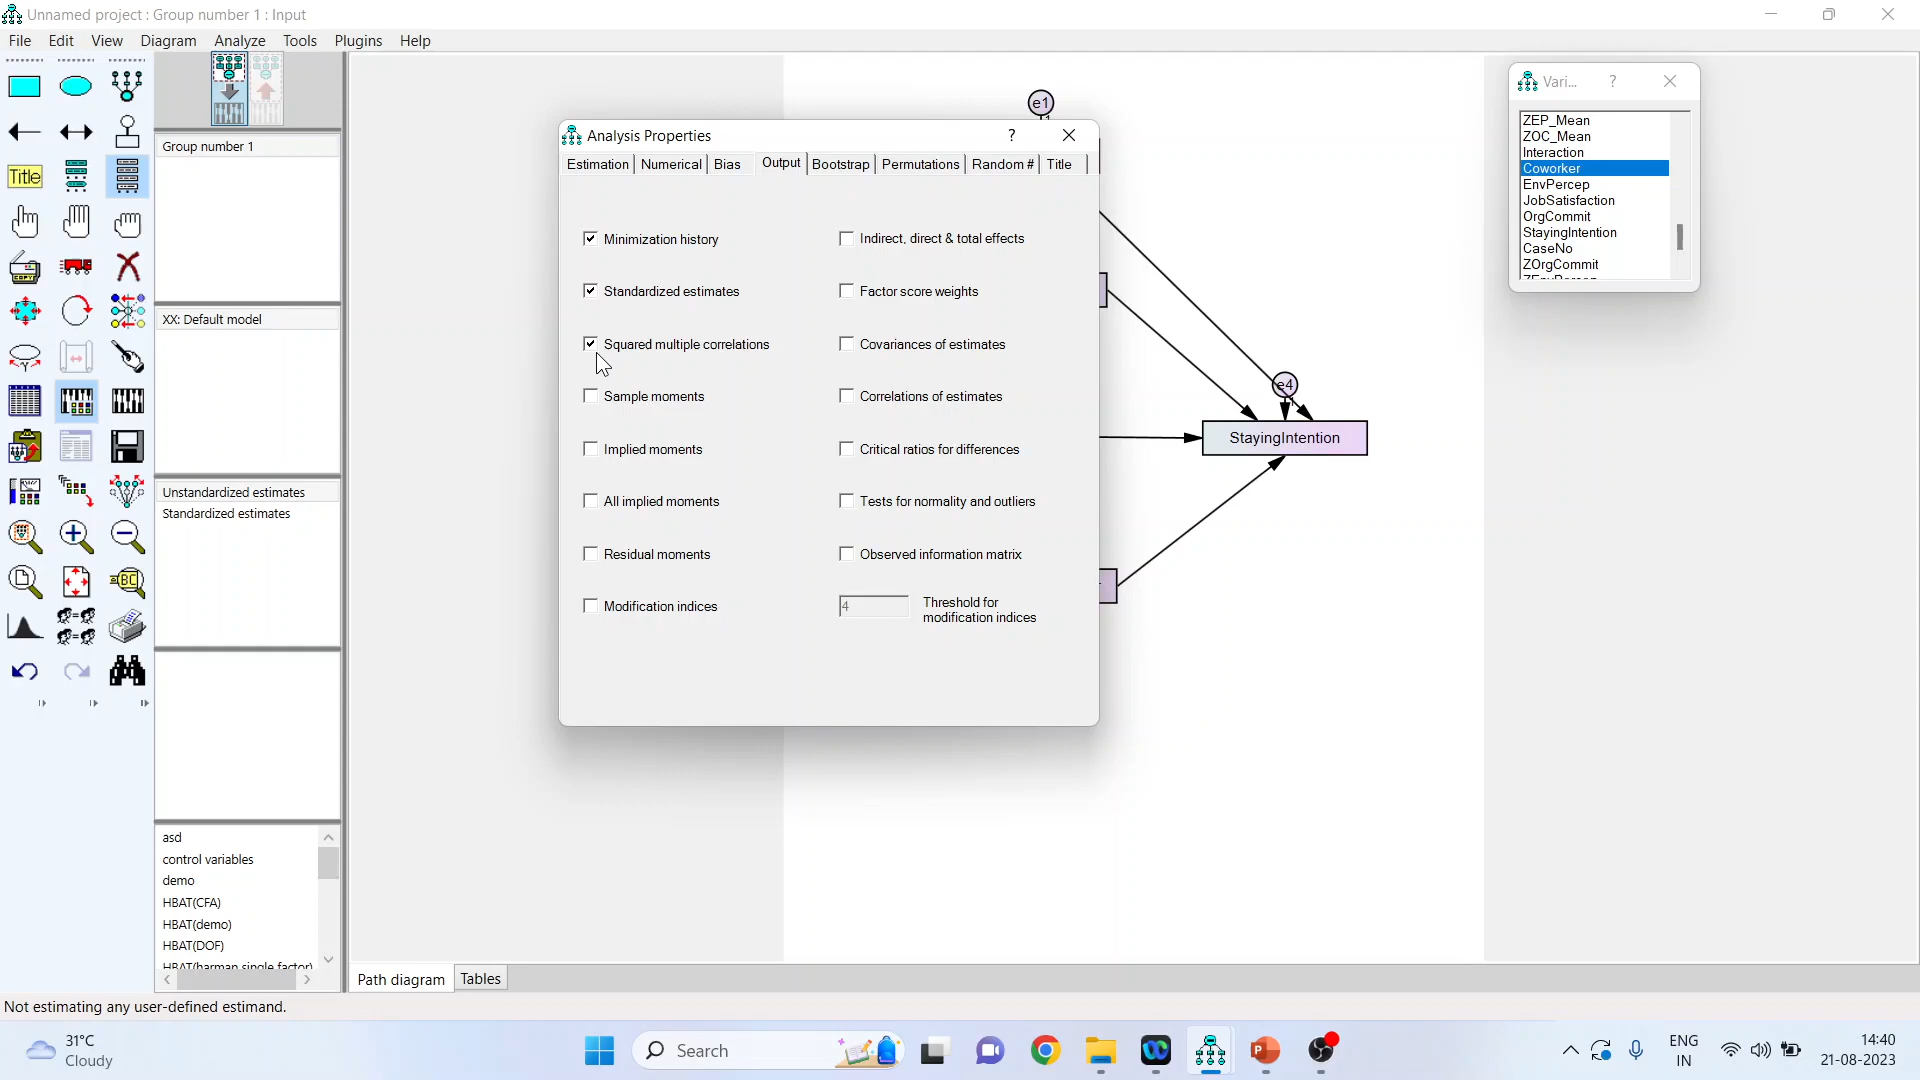 Unnamed project : Group number 1 : Input
File Edit View Diagram Analyze Tools Plugins Help
Title
Group number 1
XX: Default model
Unstandardized estimates
Standardized estimates
asd
control variables
demo
HBAT(CFA)
HBAT(demo)
HBAT(DOF)
HBAT(harman single factor)
e1
1
Analysis Properties ?
Estimation Numerical Bias Output Bootstrap Permutations Random # Title
Minimization history
Standardized estimates
Squared multiple correlations
Sample moments
Implied moments
All implied moments
Residual moments
Modification indices
Indirect, direct & total effects
Factor score weights
Covariances of estimates
Correlations of estimates
Critical ratios for differences
Tests for normality and outliers
Observed information matrix
4 Threshold for
modification indices
e4
1
StayingIntention
Vari... ?
ZEP_Mean
ZOC_Mean
Interaction
Coworker
EnvPercep
JobSatisfaction
OrgCommit
StayingIntention
CaseNo
ZOrgCommit
Path diagram Tables
Not estimating any user-defined estimand.
31°C
Cloudy
Search
ENG
IN
14:40
21-08-2023